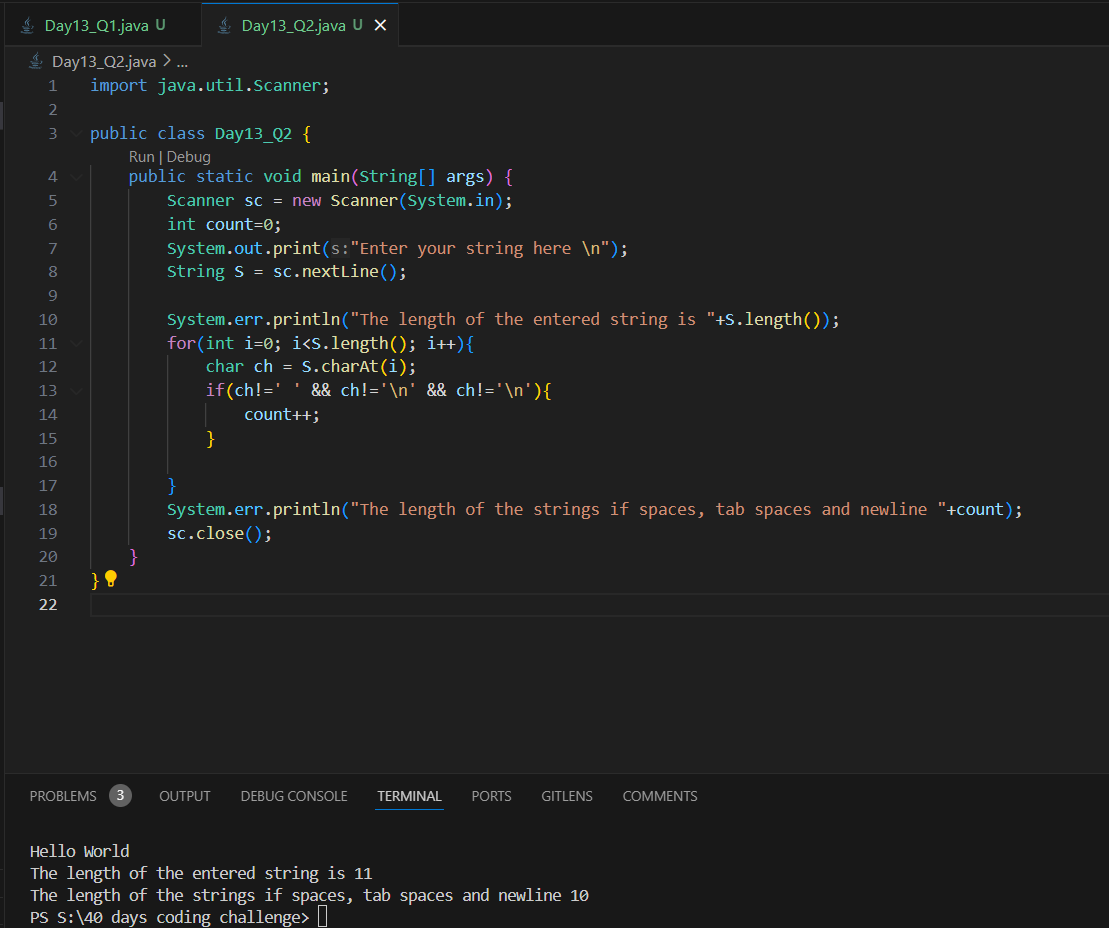 Day13_Q1.java U
Day13_Q2.java U
Day13_Q2.java > ...
1 import java.util.Scanner;
2
3 public class Day13_Q2 {
Run | Debug
4 public static void main(String[] args) {
5 Scanner sc = new Scanner(System.in);
6 int count=0;
7 System.out.print(s:"Enter your string here \n");
8 String S = sc.nextLine();
9
10 System.err.println("The length of the entered string is "+S.length());
11 for(int i=0; i<S.length(); i++){
12 char ch = S.charAt(i);
13 if(ch!=' ' && ch!='\n' && ch!='\n'){
14 count++;
15 }
16
17 }
18 System.err.println("The length of the strings if spaces, tab spaces and newline "+count);
19 sc.close();
20 }
21 }
22
PROBLEMS 3 OUTPUT DEBUG CONSOLE TERMINAL PORTS GITLENS COMMENTS
Hello World
The length of the entered string is 11
The length of the strings if spaces, tab spaces and newline 10
PS S:\40 days coding challenge>